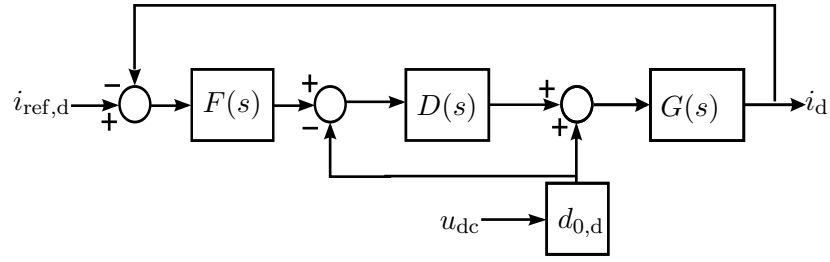 − + +
i_ref,d F(s) D(s) G(s) i_d
+ − +
u_dc d_0,d